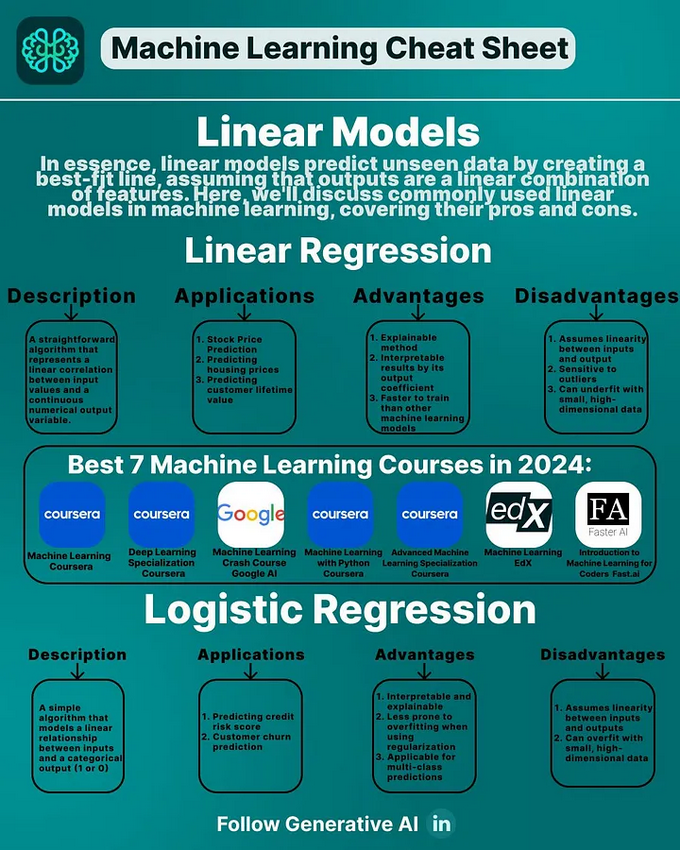 Machine Learning Cheat Sheet
Linear Models
In essence, linear models predict unseen data by creating a
best-fit line, assuming that outputs are a linear combination
of features. Here, we'll discuss commonly used linear
models in machine learning, covering their pros and cons.
Linear Regression
Description
A straightforward
algorithm that
represents a
linear correlation
between input
values and a
continuous
numerical output
variable.
Applications
1. Stock Price
Prediction
2. Predicting
housing prices
3. Predicting
customer lifetime
value
Advantages
1. Explainable
method
2. Interpretable
results by its
output
coefficient
3. Faster to train
than other
machine learning
models
Disadvantages
1. Assumes linearity
between inputs
and output
2. Sensitive to
outliers
3. Can underfit with
small, high-
dimensional data
Best 7 Machine Learning Courses in 2024:
coursera
Machine Learning
Coursera
coursera
Deep Learning
Specialization
Coursera
Google
Machine Learning
Crash Course
Google AI
coursera
Machine Learning
with Python
Coursera
coursera
Advanced Machine
Learning Specialization
Coursera
edX
Machine Learning
EdX
FA
Faster AI
Introduction to
Machine Learning for
Coders Fast.ai
Logistic Regression
Description
A simple
algorithm that
models a linear
relationship
between inputs
and a categorical
output (1 or 0)
Applications
1. Predicting credit
risk score
2. Customer churn
prediction
Advantages
1. Interpretable and
explainable
2. Less prone to
overfitting when
using
regularization
3. Applicable for
multi-class
predictions
Disadvantages
1. Assumes linearity
between inputs
and outputs
2. Can overfit with
small, high-
dimensional data
Follow Generative AI in